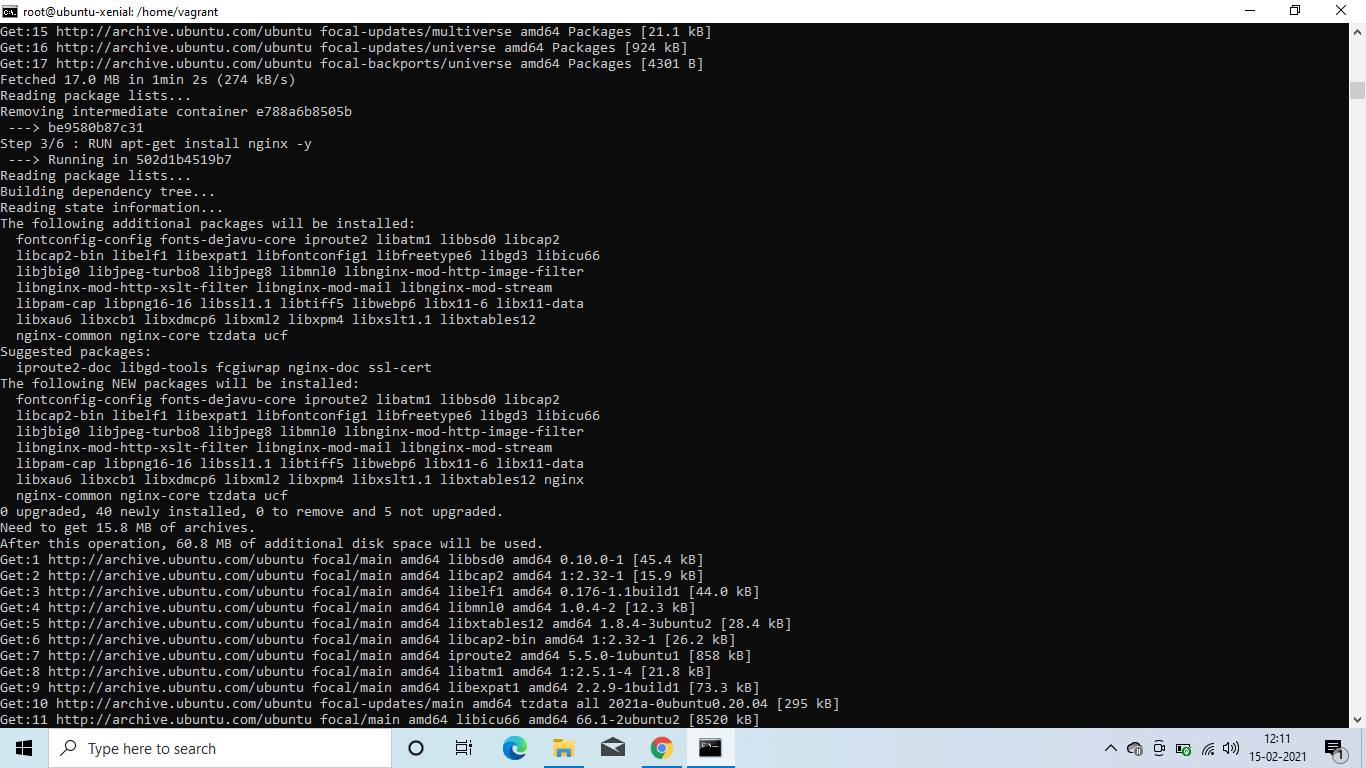 root@ubuntu-xenial: /home/vagrant
Get:15 http://archive.ubuntu.com/ubuntu focal-updates/multiverse amd64 Packages [21.1 kB]
Get:16 http://archive.ubuntu.com/ubuntu focal-updates/universe amd64 Packages [924 kB]
Get:17 http://archive.ubuntu.com/ubuntu focal-backports/universe amd64 Packages [4301 B]
Fetched 17.0 MB in 1min 2s (274 kB/s)
Reading package lists...
Removing intermediate container e788a6b8505b
 ---> be9580b87c31
Step 3/6 : RUN apt-get install nginx -y
 ---> Running in 502d1b4519b7
Reading package lists...
Building dependency tree...
Reading state information...
The following additional packages will be installed:
  fontconfig-config fonts-dejavu-core iproute2 libatm1 libbsd0 libcap2
  libcap2-bin libelf1 libexpat1 libfontconfig1 libfreetype6 libgd3 libicu66
  libjbig0 libjpeg-turbo8 libjpeg8 libmnl0 libnginx-mod-http-image-filter
  libnginx-mod-http-xslt-filter libnginx-mod-mail libnginx-mod-stream
  libpam-cap libpng16-16 libssl1.1 libtiff5 libwebp6 libx11-6 libx11-data
  libxau6 libxcb1 libxdmcp6 libxml2 libxpm4 libxslt1.1 libxtables12
  nginx-common nginx-core tzdata ucf
Suggested packages:
  iproute2-doc libgd-tools fcgiwrap nginx-doc ssl-cert
The following NEW packages will be installed:
  fontconfig-config fonts-dejavu-core iproute2 libatm1 libbsd0 libcap2
  libcap2-bin libelf1 libexpat1 libfontconfig1 libfreetype6 libgd3 libicu66
  libjbig0 libjpeg-turbo8 libjpeg8 libmnl0 libnginx-mod-http-image-filter
  libnginx-mod-http-xslt-filter libnginx-mod-mail libnginx-mod-stream
  libpam-cap libpng16-16 libssl1.1 libtiff5 libwebp6 libx11-6 libx11-data
  libxau6 libxcb1 libxdmcp6 libxml2 libxpm4 libxslt1.1 libxtables12 nginx
  nginx-common nginx-core tzdata ucf
0 upgraded, 40 newly installed, 0 to remove and 5 not upgraded.
Need to get 15.8 MB of archives.
After this operation, 60.8 MB of additional disk space will be used.
Get:1 http://archive.ubuntu.com/ubuntu focal/main amd64 libbsd0 amd64 0.10.0-1 [45.4 kB]
Get:2 http://archive.ubuntu.com/ubuntu focal/main amd64 libcap2 amd64 1:2.32-1 [15.9 kB]
Get:3 http://archive.ubuntu.com/ubuntu focal/main amd64 libelf1 amd64 0.176-1.1build1 [44.0 kB]
Get:4 http://archive.ubuntu.com/ubuntu focal/main amd64 libmnl0 amd64 1.0.4-2 [12.3 kB]
Get:5 http://archive.ubuntu.com/ubuntu focal/main amd64 libxtables12 amd64 1.8.4-3ubuntu2 [28.4 kB]
Get:6 http://archive.ubuntu.com/ubuntu focal/main amd64 libcap2-bin amd64 1:2.32-1 [26.2 kB]
Get:7 http://archive.ubuntu.com/ubuntu focal/main amd64 iproute2 amd64 5.5.0-1ubuntu1 [858 kB]
Get:8 http://archive.ubuntu.com/ubuntu focal/main amd64 libatm1 amd64 1:2.5.1-4 [21.8 kB]
Get:9 http://archive.ubuntu.com/ubuntu focal/main amd64 libexpat1 amd64 2.2.9-1build1 [73.3 kB]
Get:10 http://archive.ubuntu.com/ubuntu focal-updates/main amd64 tzdata all 2021a-0ubuntu0.20.04 [295 kB]
Get:11 http://archive.ubuntu.com/ubuntu focal/main amd64 libicu66 amd64 66.1-2ubuntu2 [8520 kB]
Type here to search
12:11
15-02-2021
1